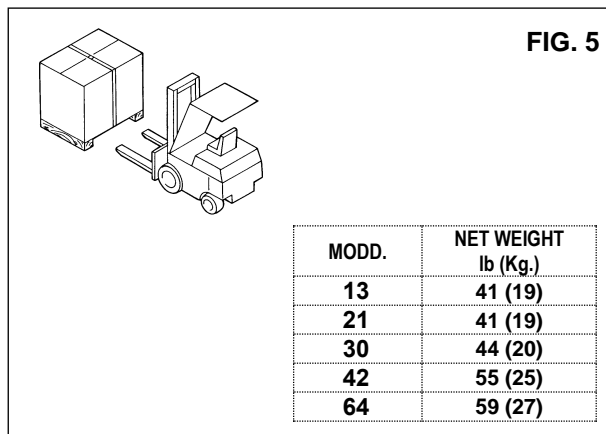 FIG. 5
MODD. NET WEIGHT
lb (Kg.)
13 41 (19)
21 41 (19)
30 44 (20)
42 55 (25)
64 59 (27)